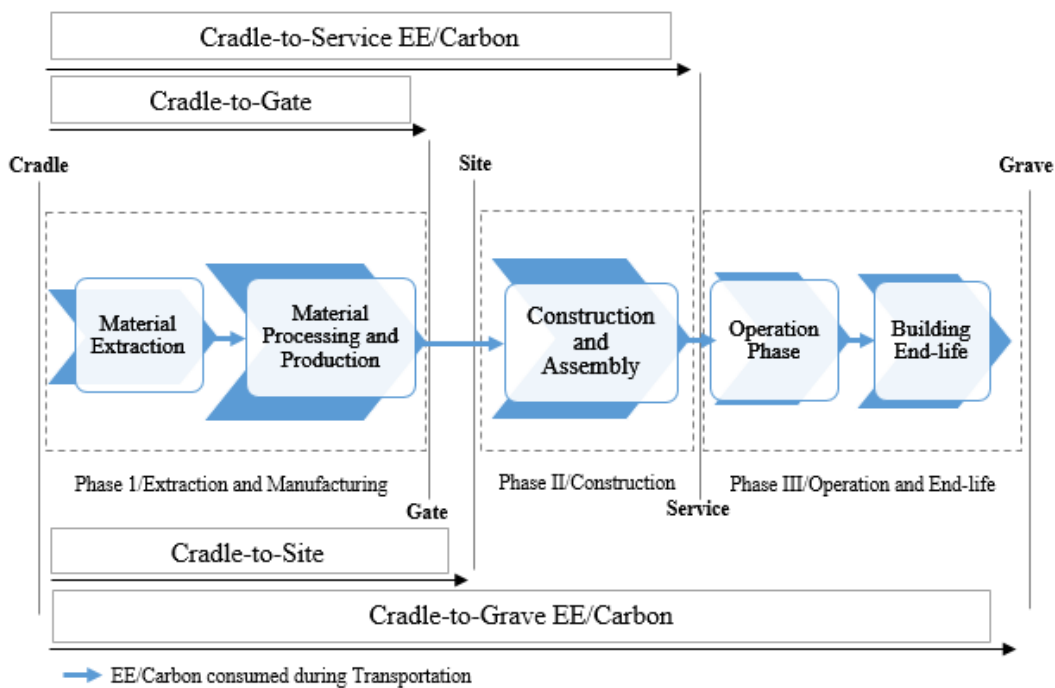 Cradle-to-Service EE/Carbon
Cradle-to-Gate
Cradle
Site
Grave
Material
Extraction
Material
Processing and
Production
Construction
and
Assembly
Operation
Phase
Building
End-life
Phase 1/Extraction and Manufacturing
Phase II/Construction
Phase III/Operation and End-life
Gate
Service
Cradle-to-Site
Cradle-to-Grave EE/Carbon
EE/Carbon consumed during Transportation